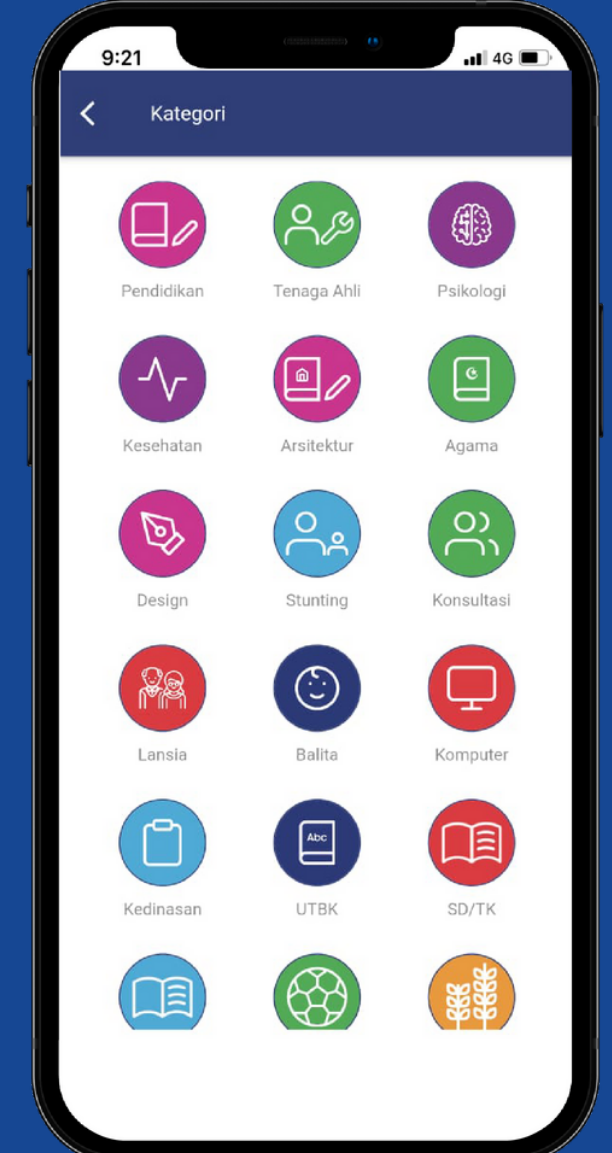 9:21
4G
Kategori
Pendidikan
Tenaga Ahli
Psikologi
Kesehatan
Arsitektur
Agama
Design
Stunting
Konsultasi
Lansia
Balita
Komputer
Abc
Kedinasan
UTBK
SD/TK